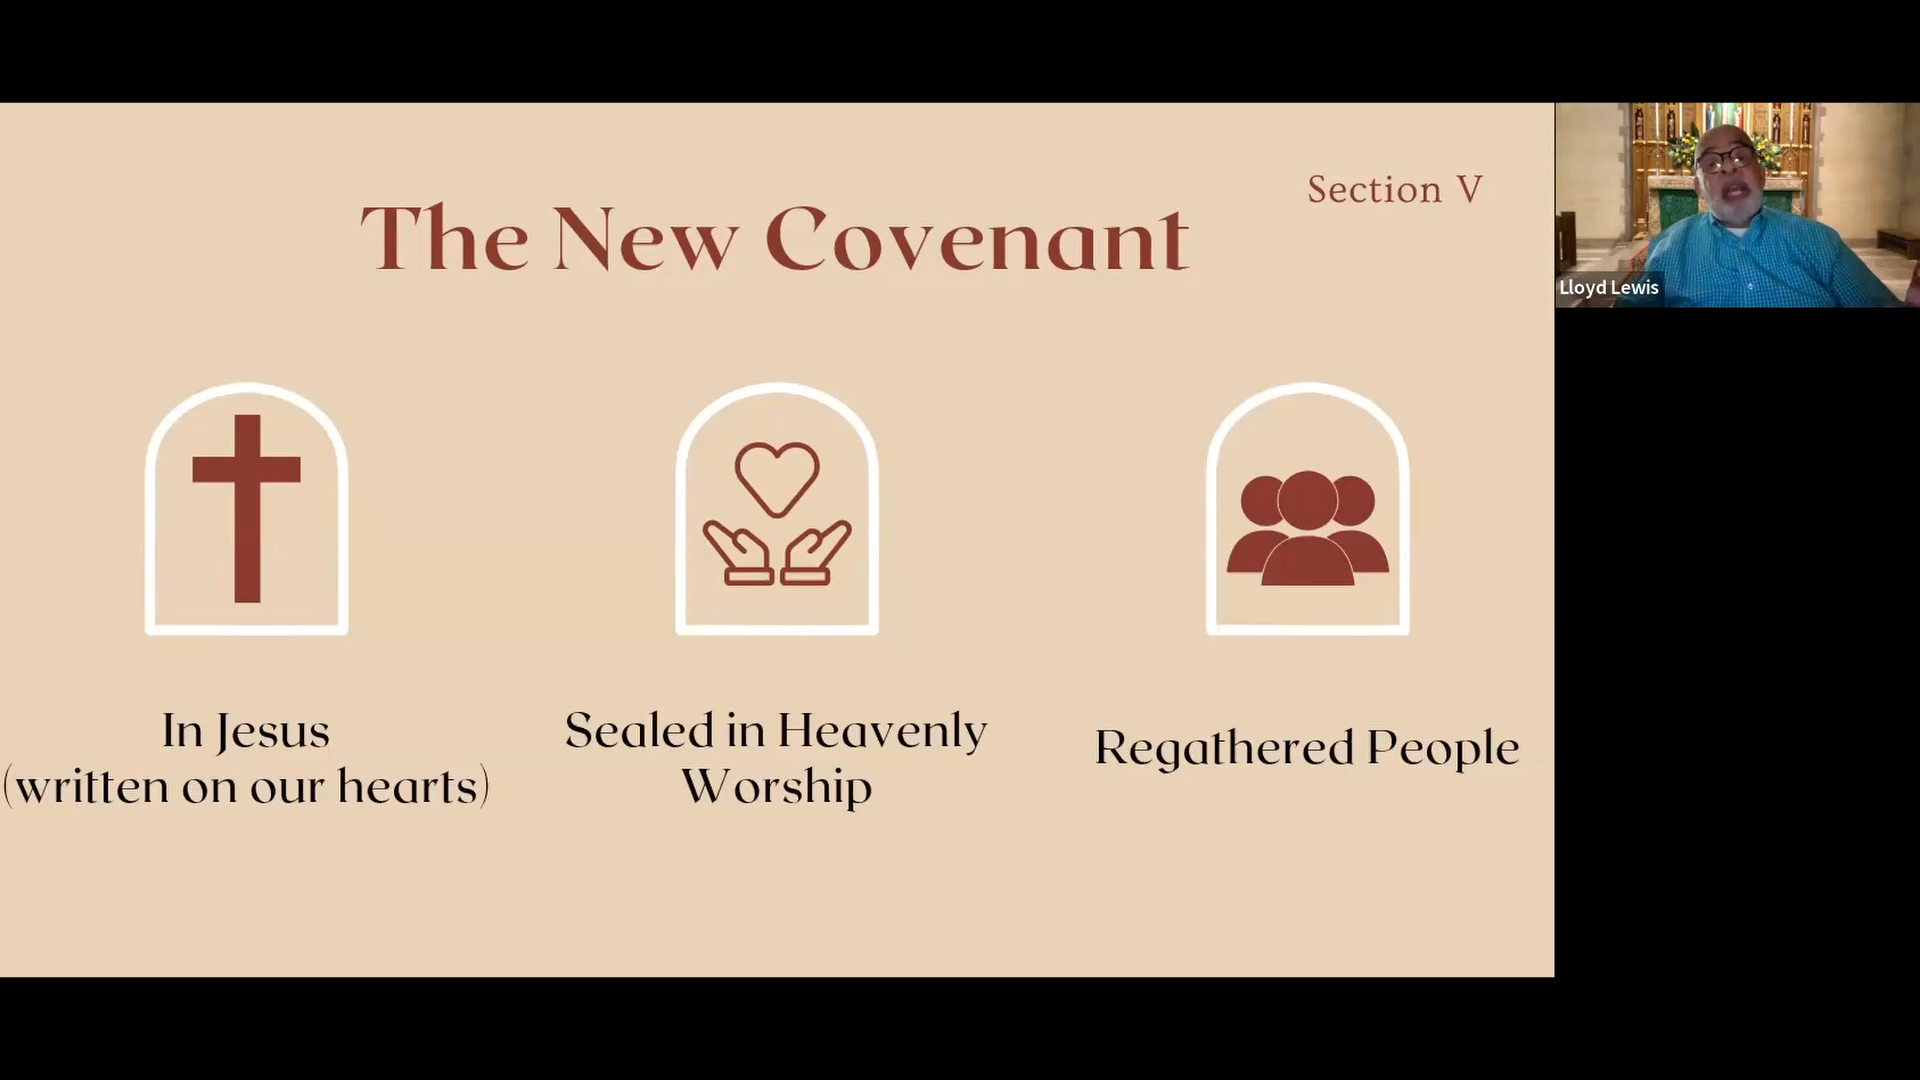 Section V
The New Covenant
In Jesus
(written on our hearts)
Sealed in Heavenly
Worship
Regathered People
Lloyd Lewis